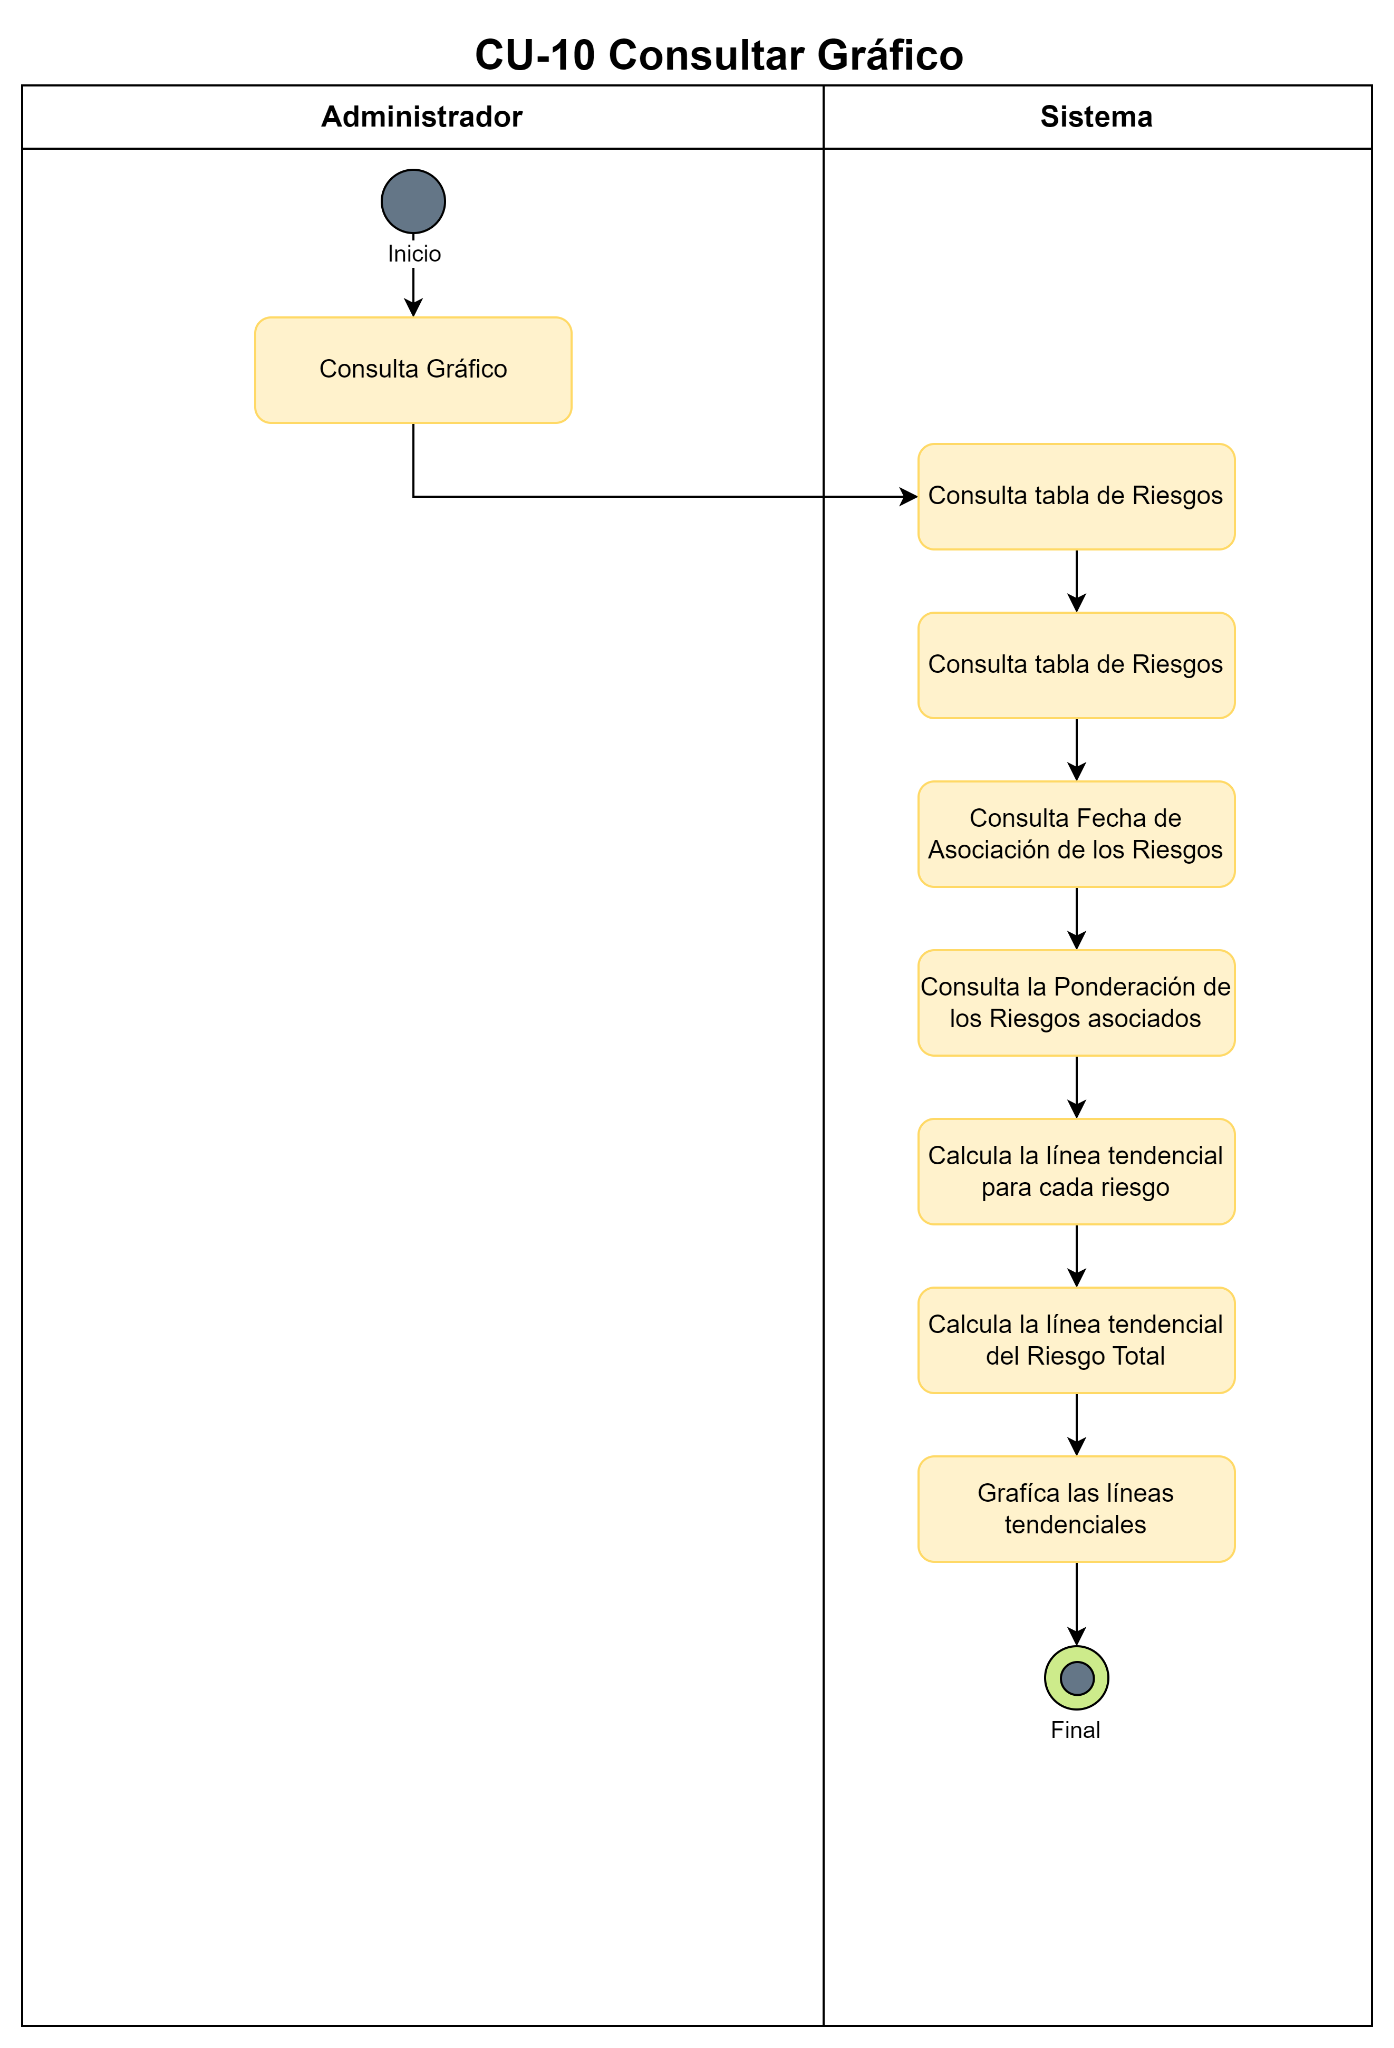 CU-10 Consultar Gráfico
Administrador
Sistema
Inicio
Consulta Gráfico
Consulta tabla de Riesgos
Consulta tabla de Riesgos
Consulta Fecha de
Asociación de los Riesgos
Consulta la Ponderación de
los Riesgos asociados
Calcula la línea tendencial
para cada riesgo
Calcula la línea tendencial
del Riesgo Total
Grafíca las líneas
tendenciales
Final